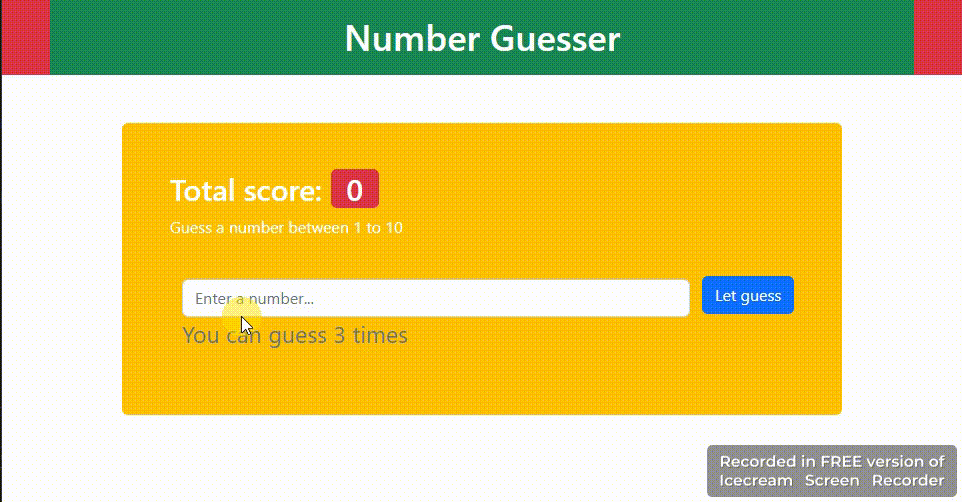 Number Guesser
Total score: 0
Guess a number between 1 to 10
Enter a number...
Let guess
You can guess 3 times
Recorded in FREE version of
Icecream Screen Recorder